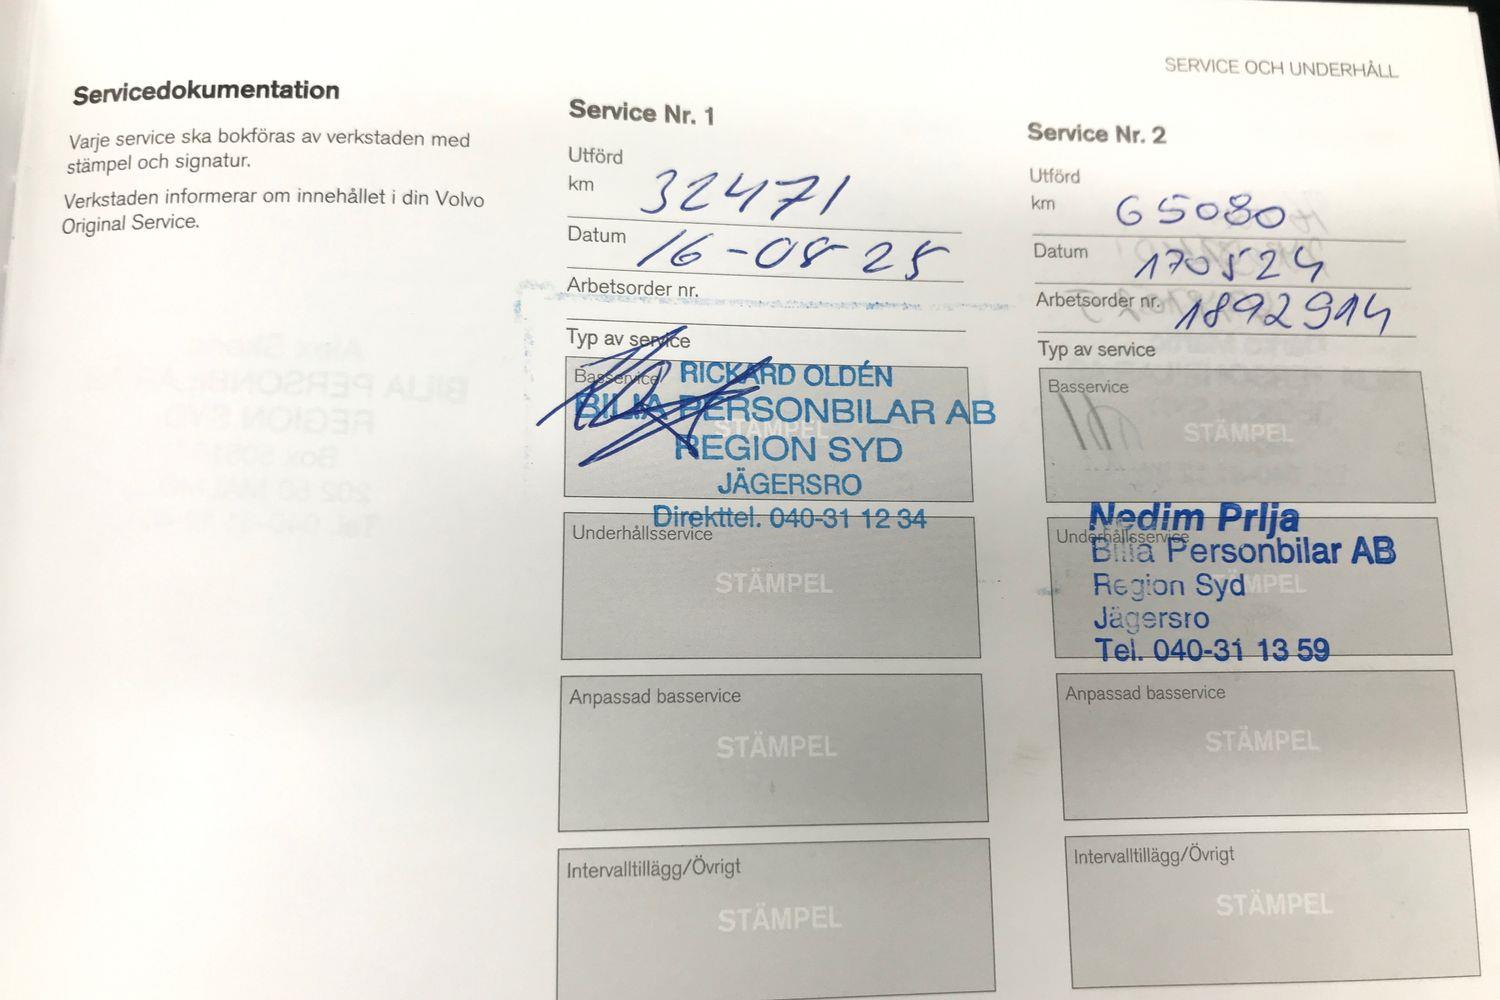 SERVICE OCH UNDERHÅLL
Servicedokumentation
Varje service ska bokföras av verkstaden med
stämpel och signatur.
Verkstaden informerar om innehållet i din Volvo
Original Service.
Service Nr. 1
Utförd
km 32471
Datum 16-08 25
Arbetsorder nr.
Typ av service
Basservice
RICKARD OLDÉN
BILIA PERSONBILAR AB
STÄMPEL
REGION SYD
JÄGERSRO
Direkttel. 040-31 12 34
Underhållsservice
STÄMPEL
Anpassad basservice
STÄMPEL
Intervalltillägg/Övrigt
STÄMPEL
Service Nr. 2
Utförd
km 65080
Datum 170524
Arbetsorder nr. 1892914
Typ av service
Basservice
STÄMPEL
Nedim Prlja
Underhållsservice
Bilia Personbilar AB
Region Syd
STÄMPEL
Jägersro
Tel. 040-31 13 59
Anpassad basservice
STÄMPEL
Intervalltillägg/Övrigt
STÄMPEL